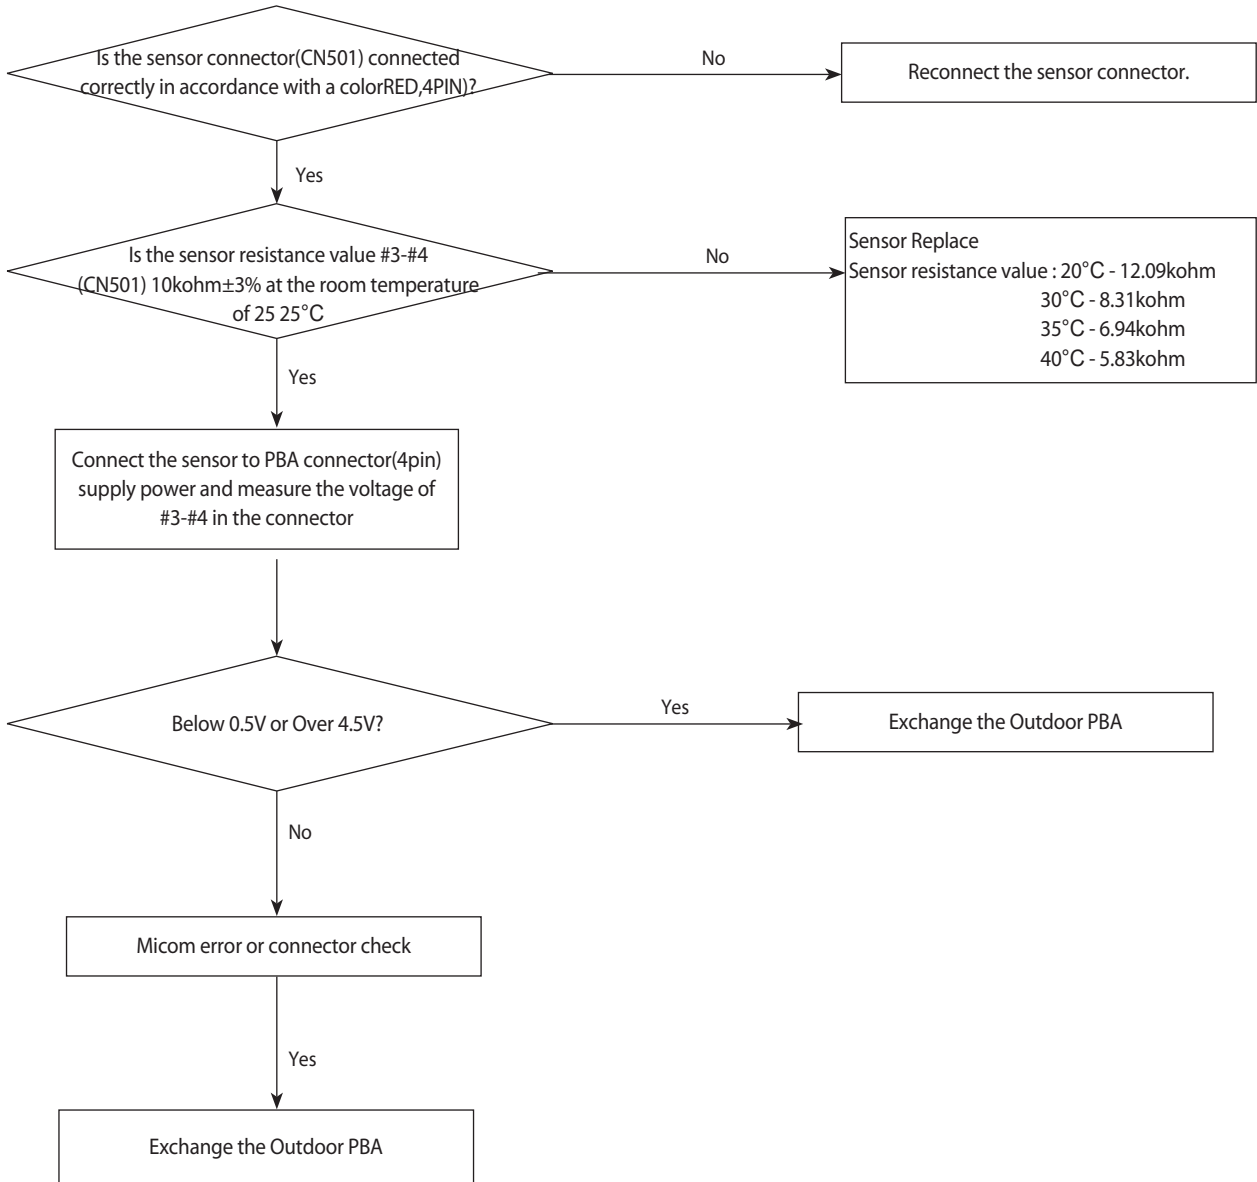 Is the sensor connector(CN501) connected
correctly in accordance with a colorRED,4PIN)?
No
Reconnect the sensor connector.
Yes
Is the sensor resistance value #3-#4
(CN501) 10kohm±3% at the room temperature
of 25 25°C
No
Sensor Replace
Sensor resistance value : 20°C - 12.09kohm
30°C - 8.31kohm
35°C - 6.94kohm
40°C - 5.83kohm
Yes
Connect the sensor to PBA connector(4pin)
supply power and measure the voltage of
#3-#4 in the connector
Below 0.5V or Over 4.5V?
Yes
Exchange the Outdoor PBA
No
Micom error or connector check
Yes
Exchange the Outdoor PBA